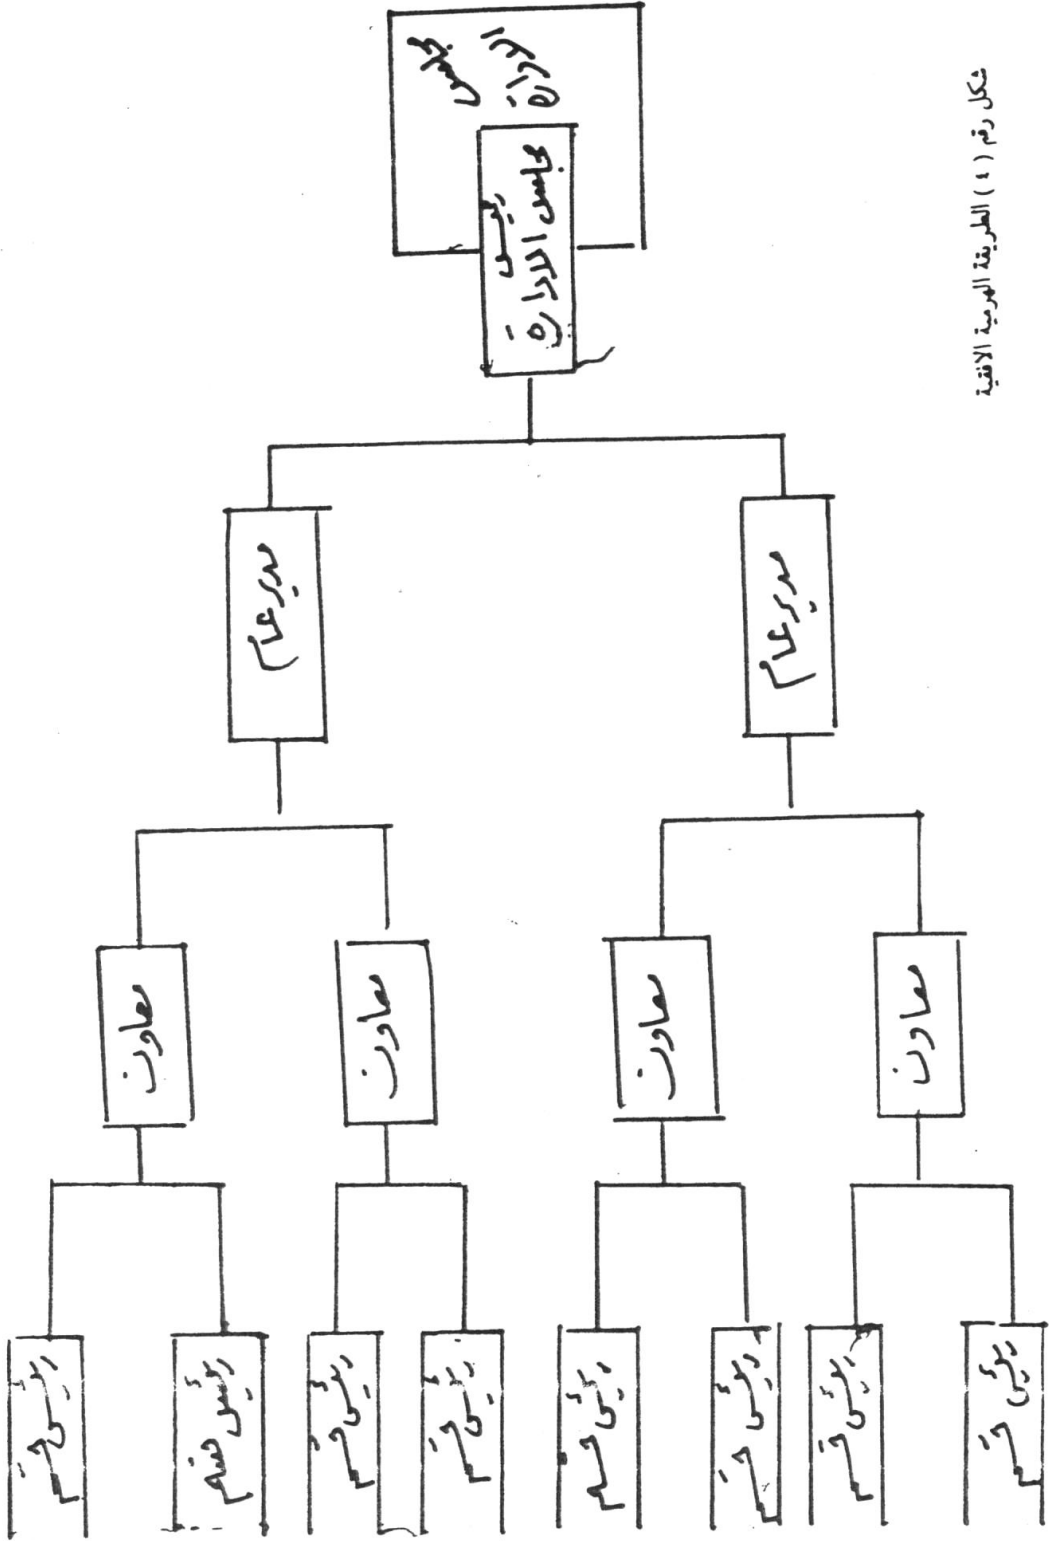 شكل رقم ( ٤ ) الطريقة الهرمية الافقية
مجلس
الادارة
رئيس
مجلس الادارة
مدير عام
مدير عام
معاون
معاون
معاون
معاون
رئيس قسم
رئيس قسم
رئيس قسم
رئيس قسم
رئيس قسم
رئيس قسم
رئيس قسم
رئيس قسم